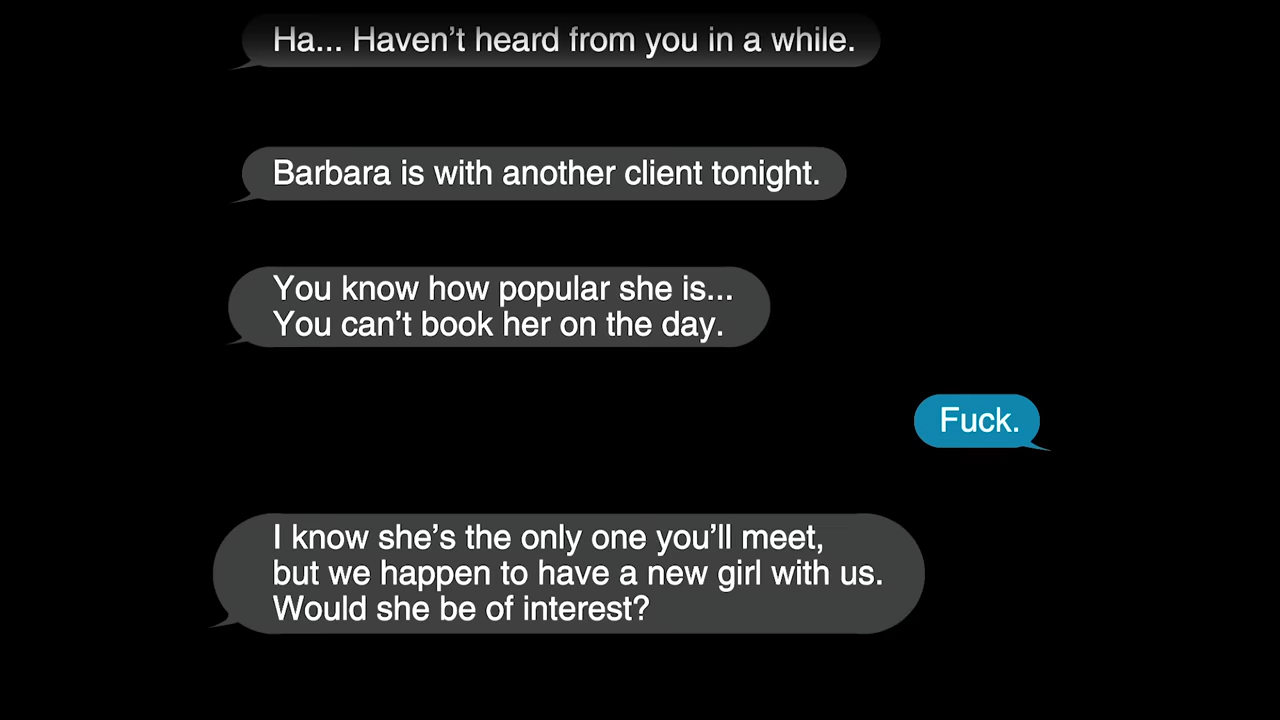 Ha... Haven’t heard from you in a while.
Barbara is with another client tonight.
You know how popular she is...
You can’t book her on the day.
Fuck.
I know she’s the only one you’ll meet,
but we happen to have a new girl with us.
Would she be of interest?